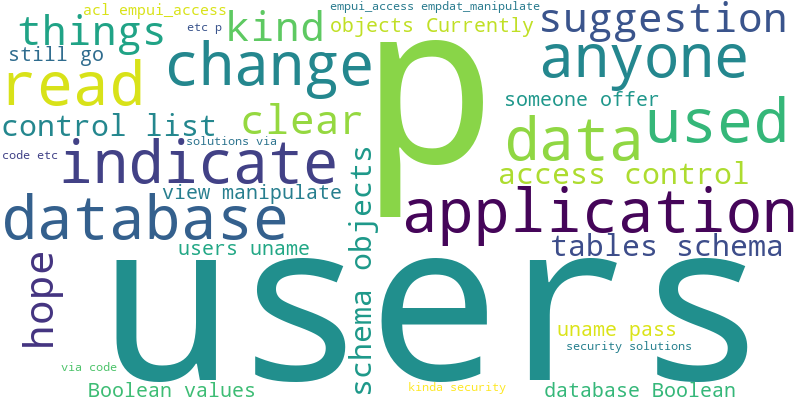 acl empui_access
empui_access empdat_manipulate
things
etc p
kind
objects Currently
suggestion
still go
change
p
anyone
read
someone offer
control list
clear
data
used
solutions via
code etc
indicate
access control
view manipulate
database
schema objects
application
users uname
tables schema
hope
users
uname pass
security solutions
via code
Boolean values
kinda security
database Boolean